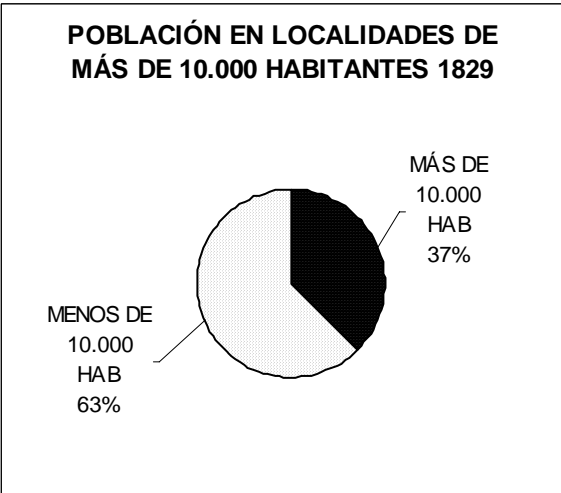 POBLACIÓN EN LOCALIDADES DE
MÁS DE 10.000 HABITANTES 1829
MÁS DE
10.000
HAB
37%
MENOS DE
10.000
HAB
63%